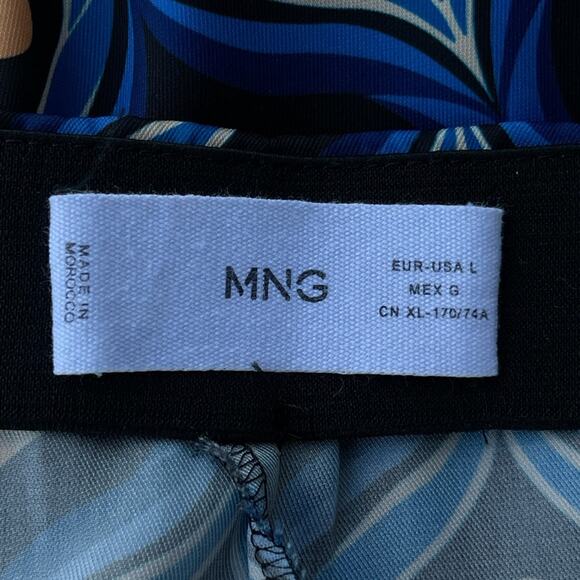 MADE IN
MOROCCO
MNG
EUR-USA L
MEX G
CN XL-170/74A